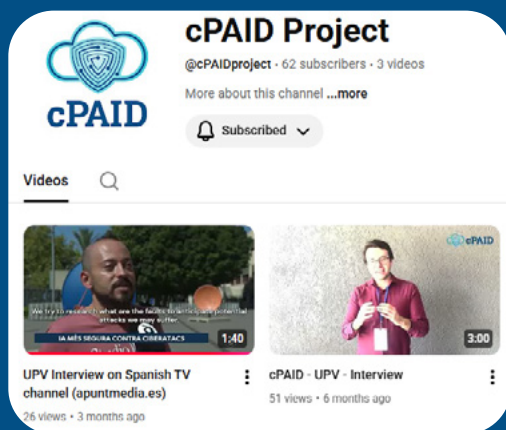 cPAID Project
cPAID
@cPAIDproject · 62 subscribers · 3 videos
More about this channel ...more
Subscribed
Videos
cPAID
We try to research what are the faults to anticipate potential
attacks we may suffer.
IA MÉS SEGURA CONTRA CIBERATACS
1:40
3:00
UPV Interview on Spanish TV
channel (apuntmedia.es)
26 views · 3 months ago
cPAID - UPV - Interview
51 views · 6 months ago